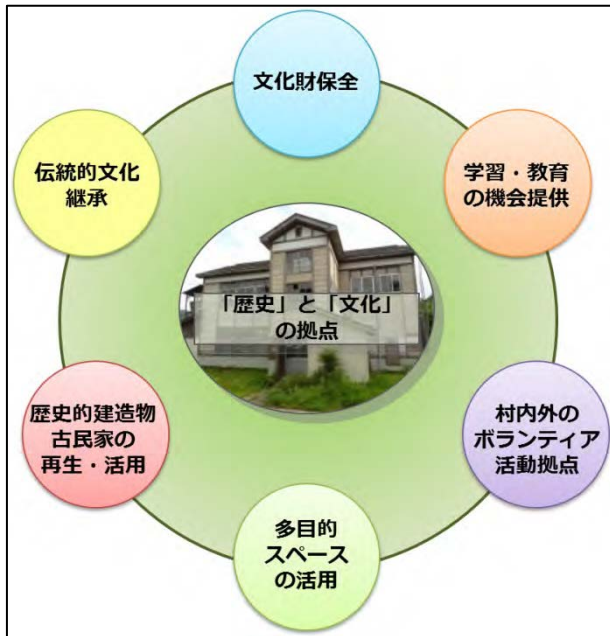 文化財保全
学習・教育
の機会提供
村内外の
ボランティア
活動拠点
多目的
スペース
の活用
歴史的建造物
古民家の
再生・活用
伝統的文化
継承
「歴史」と「文化」
の拠点